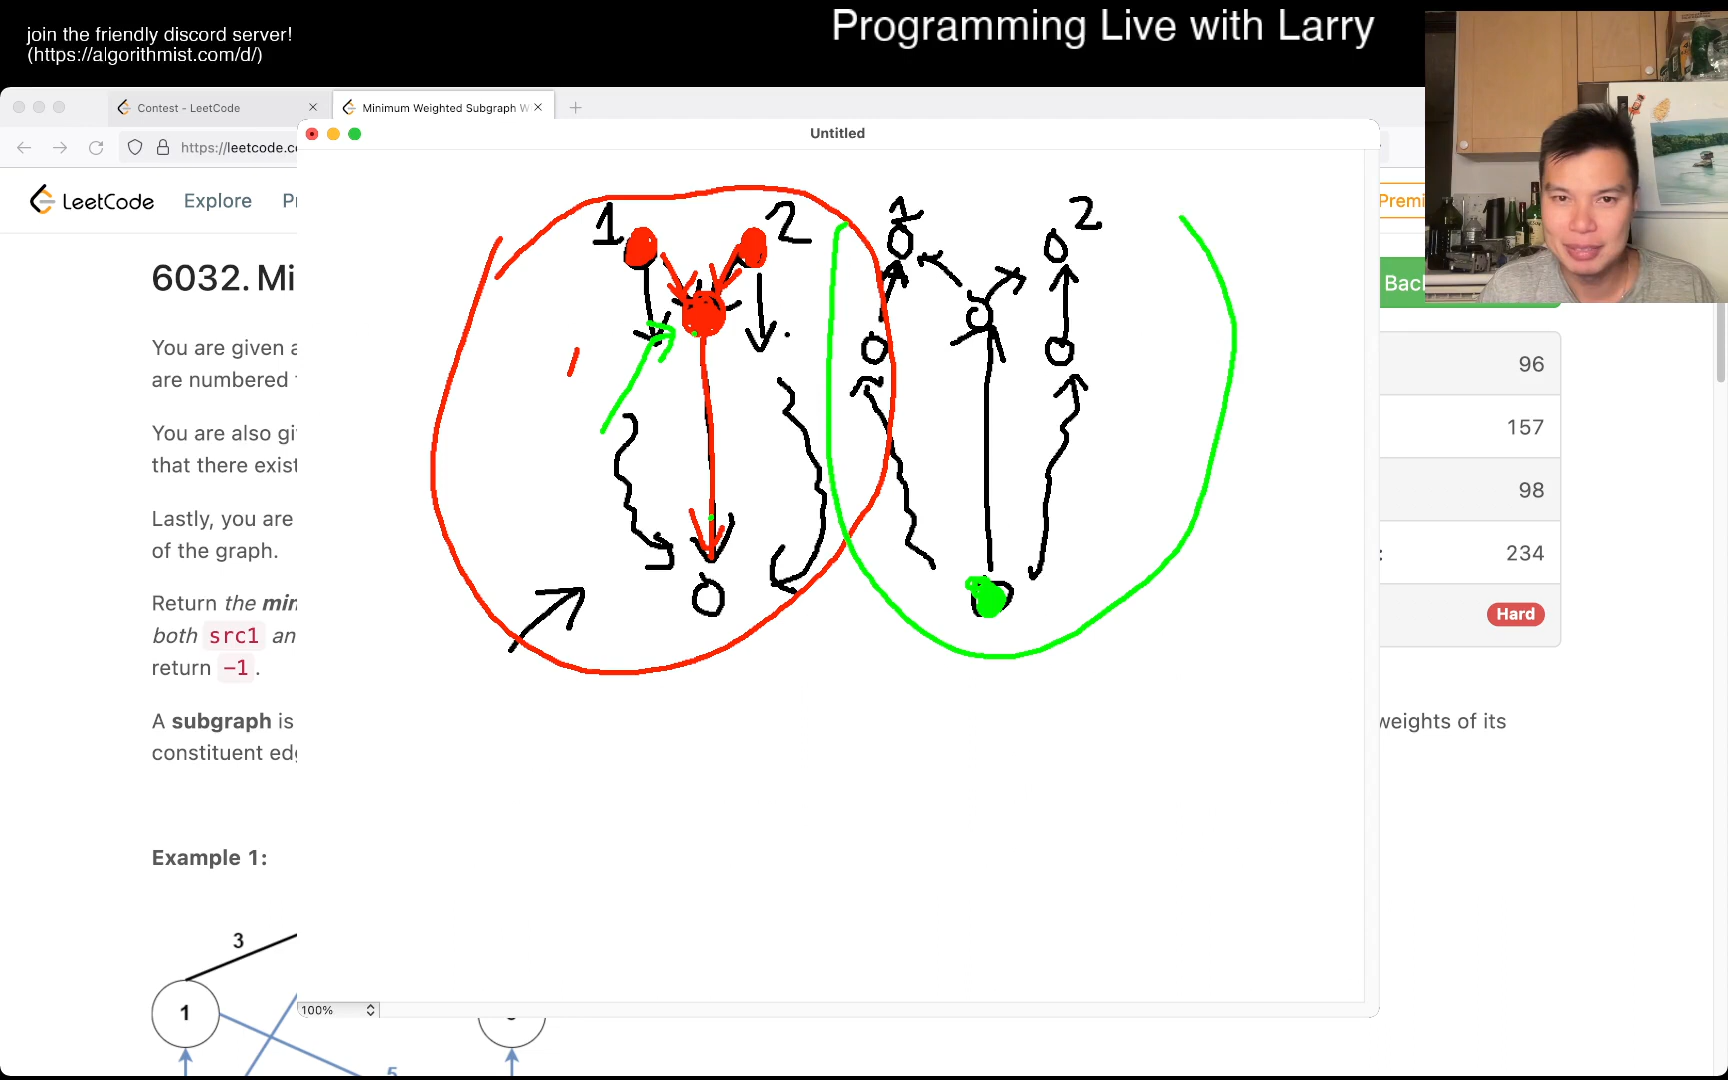 join the friendly discord server!
(https://algorithmist.com/d/)
Programming Live with Larry
Contest - LeetCode
Minimum Weighted Subgraph W
https://leetcode.co
Untitled
LeetCode
Explore
Premi
1
2
1
2
6032. Mi
Bac
You are given a
are numbered
96
You are also gi
that there exist
157
Lastly, you are
of the graph.
98
234
Return the min
both src1 an
return -1.
Hard
A subgraph is
weights of its
constituent ed
Example 1:
3
1
5
100%